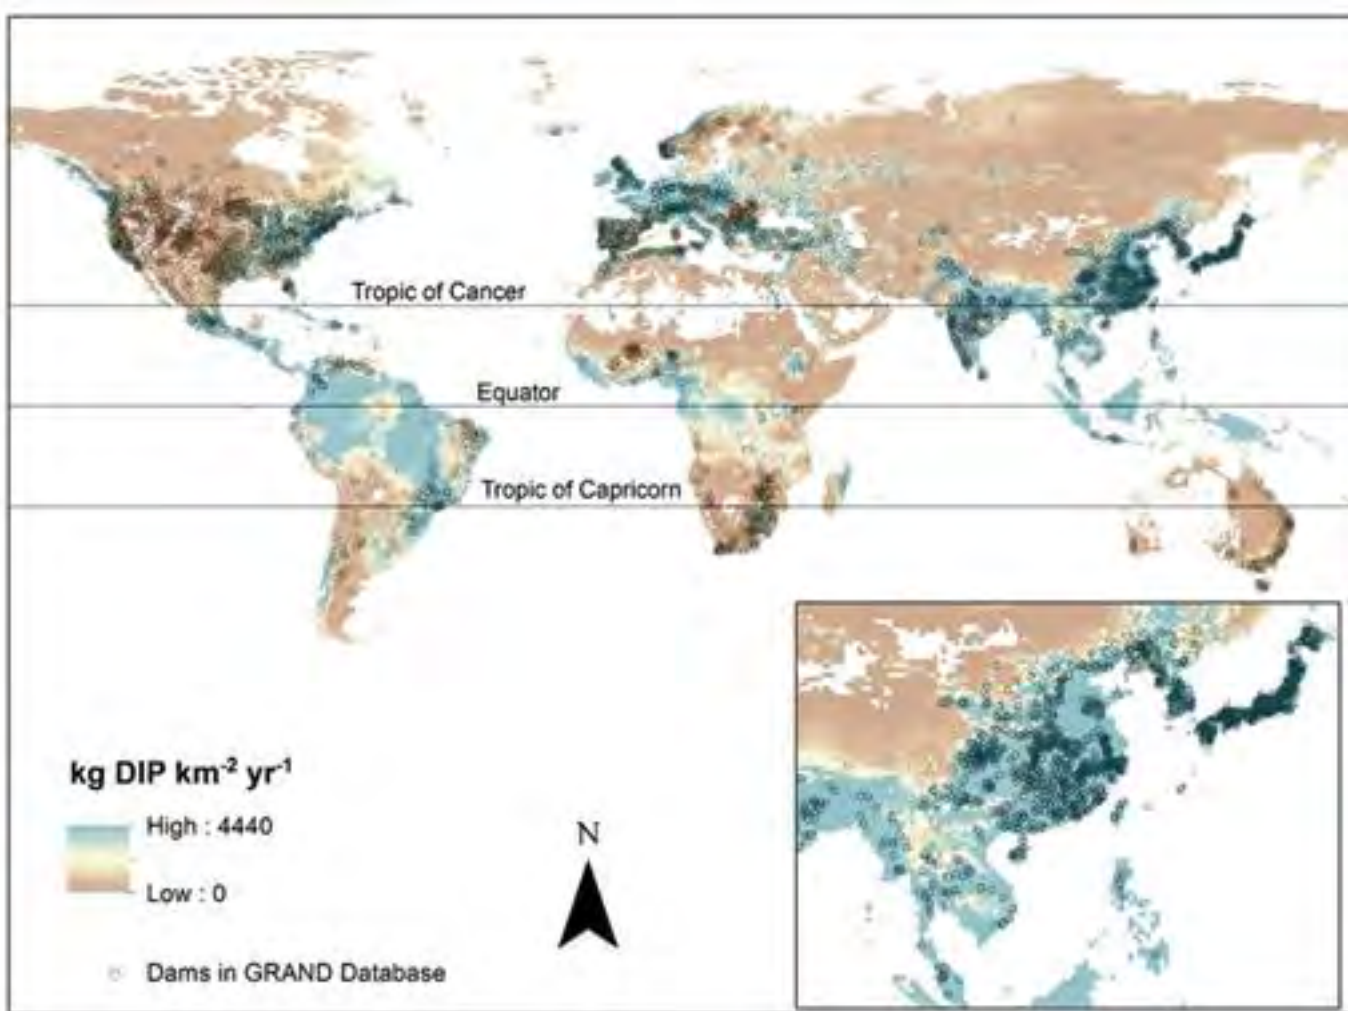 Tropic of Cancer
Equator
Tropic of Capricorn
kg DIP km⁻² yr⁻¹
High : 4440
Low : 0
N
Dams in GRAND Database